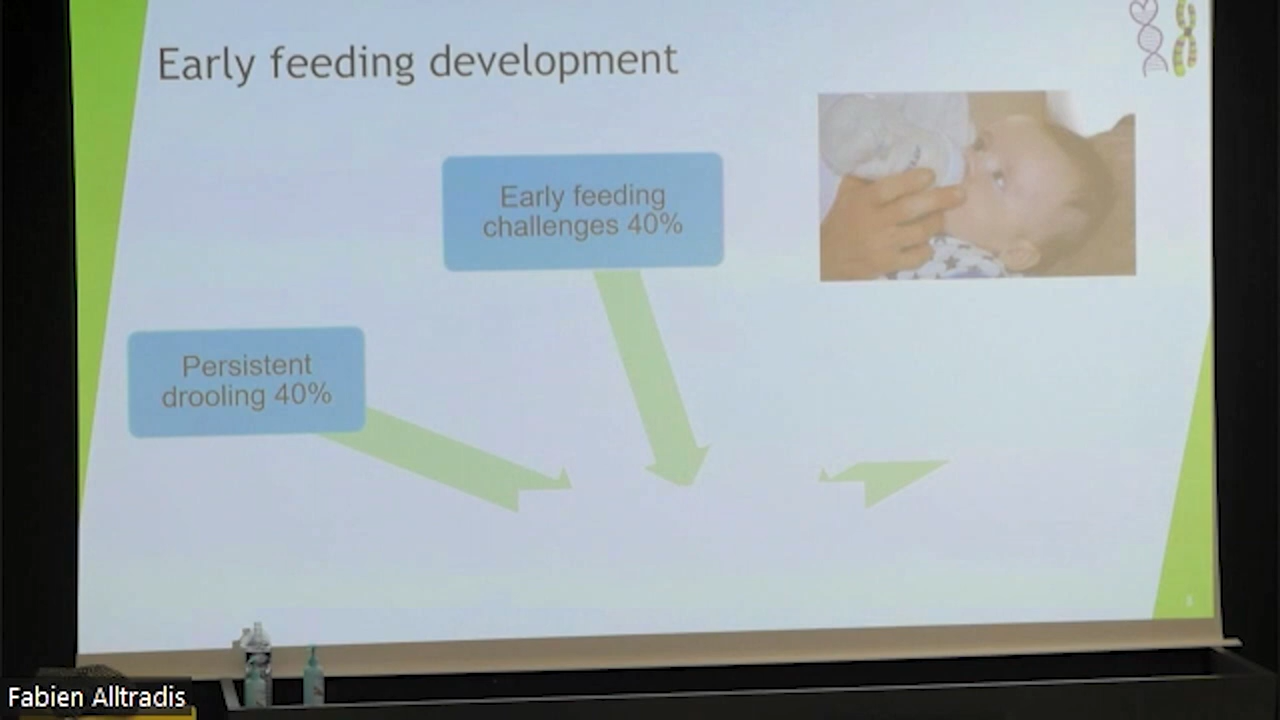 Early feeding development
Early feeding
challenges 40%
Persistent
drooling 40%
Fabien Alltradis